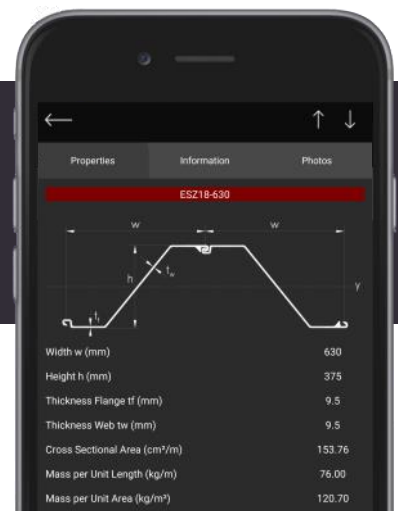 Properties Information Photos
ESZ18-630
w w
h tw
y
tf
Width w (mm) 630
Height h (mm) 375
Thickness Flange tf (mm) 9.5
Thickness Web tw (mm) 9.5
Cross Sectional Area (cm²/m) 153.76
Mass per Unit Length (kg/m) 76.00
Mass per Unit Area (kg/m²) 120.70